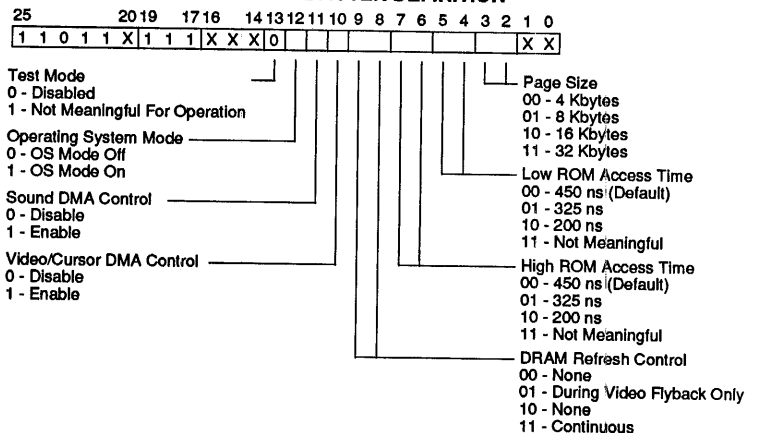 25 20 19 17 16 14 13 12 11 10 9 8 7 6 5 4 3 2 1 0
1 1 0 1 1 X 1 1 1 X X X 0 X X
Test Mode
0 - Disabled
1 - Not Meaningful For Operation
Operating System Mode
0 - OS Mode Off
1 - OS Mode On
Sound DMA Control
0 - Disable
1 - Enable
Video/Cursor DMA Control
0 - Disable
1 - Enable
Page Size
00 - 4 Kbytes
01 - 8 Kbytes
10 - 16 Kbytes
11 - 32 Kbytes
Low ROM Access Time
00 - 450 ns (Default)
01 - 325 ns
10 - 200 ns
11 - Not Meaningful
High ROM Access Time
00 - 450 ns (Default)
01 - 325 ns
10 - 200 ns
11 - Not Meaningful
DRAM Refresh Control
00 - None
01 - During Video Flyback Only
10 - None
11 - Continuous